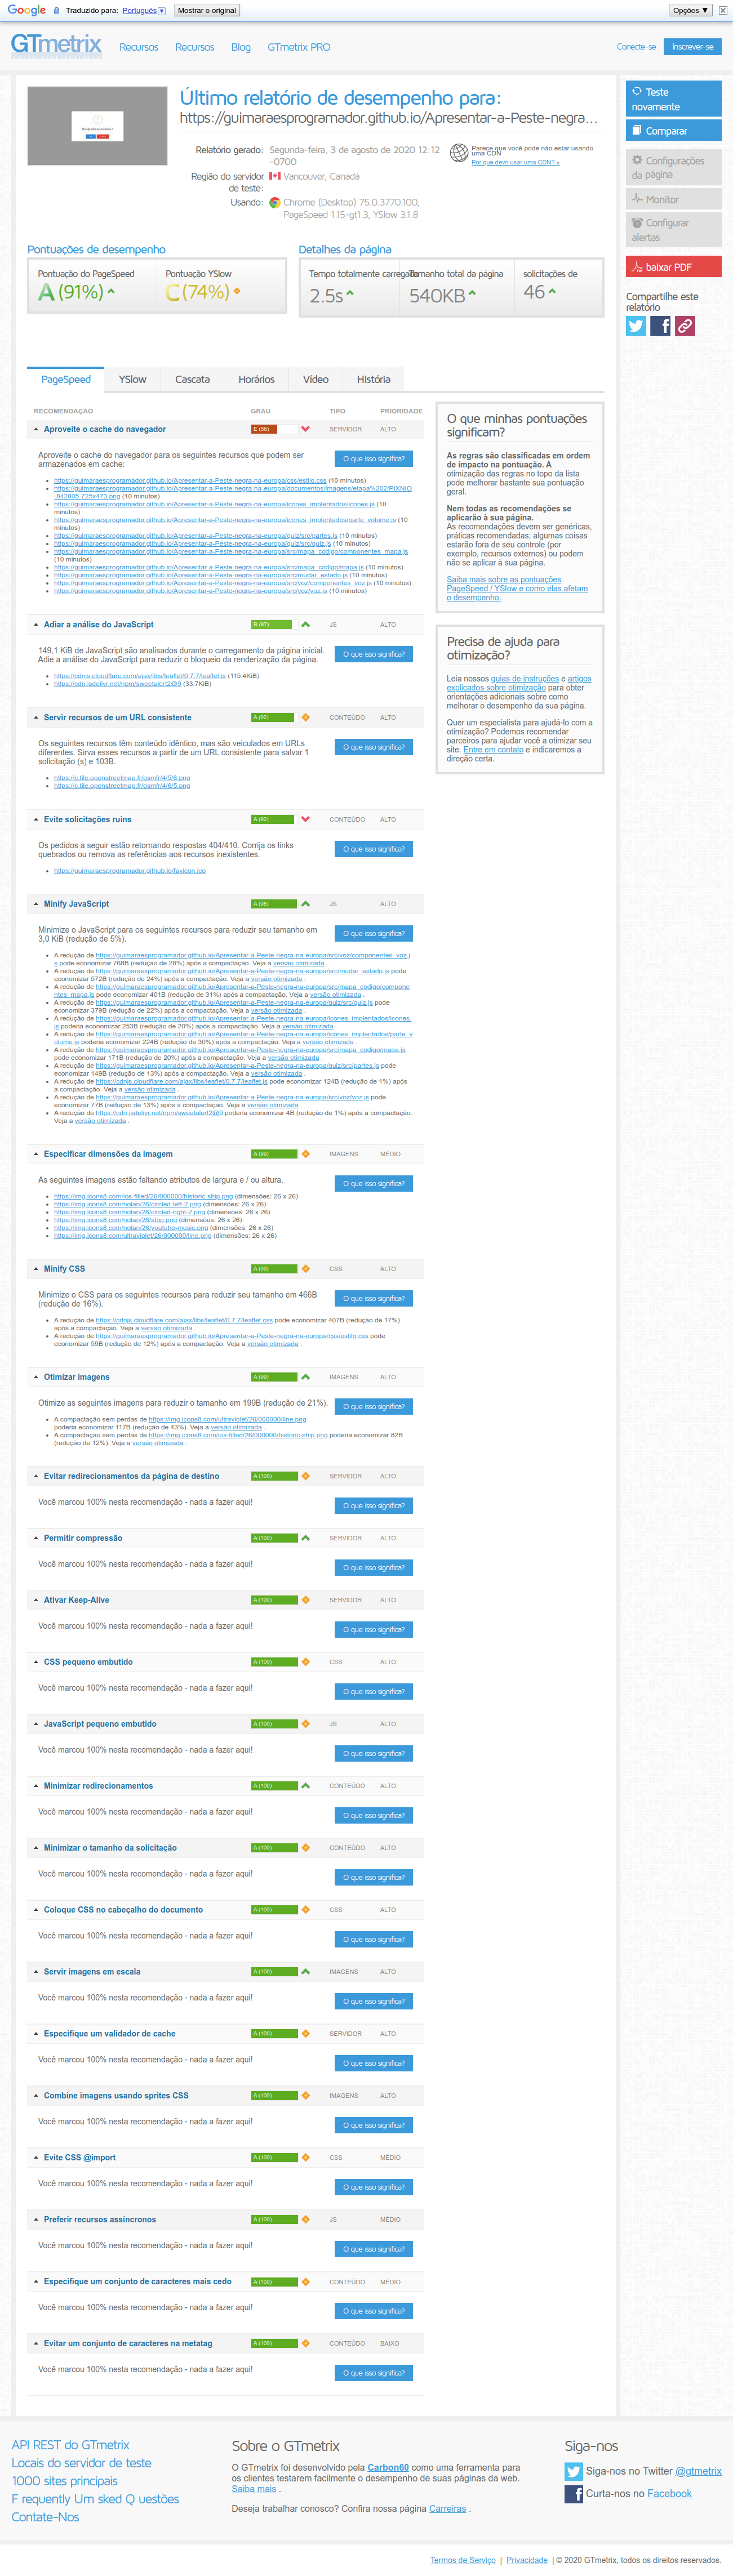 Google Traduzido para: Português Mostrar o original Opções ▼
GTmetrix Recursos Recursos Blog GTmetrix PRO Conecte-se Inscrever-se
Último relatório de desempenho para:
https://guimaraesprogramador.github.io/Apresentar-a-Peste-negra...
Relatório gerado: Segunda-feira, 3 de agosto de 2020 12:12
-0700
Região do servidor
de teste:
Vancouver, Canadá
Usando: Chrome (Desktop) 75.0.3770.100,
PageSpeed 1.15-gt1.3, YSlow 3.1.8
Parece que você pode não estar usando
uma CDN
Por que devo usar uma CDN? »
Teste
novamente
Comparar
Configurações
da página
Monitor
Configurar
alertas
baixar PDF
Compartilhe este
relatório
Pontuações de desempenho
Pontuação do PageSpeed
A (91%)
Pontuação YSlow
C (74%)
Detalhes da página
Tempo totalmente carregado
2.5s
Tamanho total da página
540KB
solicitações de
46
PageSpeed YSlow Cascata Horários Vídeo História
RECOMENDAÇÃO GRAU TIPO PRIORIDADE
Aproveite o cache do navegador E (56) SERVIDOR ALTO
Aproveite o cache do navegador para os seguintes recursos que podem ser
armazenados em cache:
O que isso significa?
https://guimaraesprogramador.github.io/Apresentar-a-Peste-negra-na-europa/css/estilo.css (10 minutos)
https://guimaraesprogramador.github.io/Apresentar-a-Peste-negra-na-europa/documentos/imagens/etapa%202/PIXNIO
-842805-725x473.png (10 minutos)
https://guimaraesprogramador.github.io/Apresentar-a-Peste-negra-na-europa/icones_implentados/icones.js (10
minutos)
https://guimaraesprogramador.github.io/Apresentar-a-Peste-negra-na-europa/icones_implentados/parte_volume.js (10
minutos)
https://guimaraesprogramador.github.io/Apresentar-a-Peste-negra-na-europa/quiz/src/partes.js (10 minutos)
https://guimaraesprogramador.github.io/Apresentar-a-Peste-negra-na-europa/quiz/src/quiz.js (10 minutos)
https://guimaraesprogramador.github.io/Apresentar-a-Peste-negra-na-europa/src/mapa_codigo/componentes_mapa.js
(10 minutos)
https://guimaraesprogramador.github.io/Apresentar-a-Peste-negra-na-europa/src/mapa_codigo/mapa.js (10 minutos)
https://guimaraesprogramador.github.io/Apresentar-a-Peste-negra-na-europa/src/mudar_estado.js (10 minutos)
https://guimaraesprogramador.github.io/Apresentar-a-Peste-negra-na-europa/src/voz/componentes_voz.js (10 minutos)
https://guimaraesprogramador.github.io/Apresentar-a-Peste-negra-na-europa/src/voz/voz.js (10 minutos)
Adiar a análise do JavaScript B (87) JS ALTO
149,1 KiB de JavaScript são analisados durante o carregamento da página inicial.
Adie a análise do JavaScript para reduzir o bloqueio da renderização da página.
O que isso significa?
https://cdnjs.cloudflare.com/ajax/libs/leaflet/0.7.7/leaflet.js (115.4KiB)
https://cdn.jsdelivr.net/npm/sweetalert2@9 (33.7KiB)
Servir recursos de um URL consistente A (92) CONTEÚDO ALTO
Os seguintes recursos têm conteúdo idêntico, mas são veiculados em URLs
diferentes. Sirva esses recursos a partir de um URL consistente para salvar 1
solicitação (s) e 103B.
O que isso significa?
https://c.tile.openstreetmap.fr/osmfr/4/5/6.png
https://c.tile.openstreetmap.fr/osmfr/4/6/5.png
Evite solicitações ruins A (92) CONTEÚDO ALTO
Os pedidos a seguir estão retornando respostas 404/410. Corrija os links
quebrados ou remova as referências aos recursos inexistentes.
O que isso significa?
https://guimaraesprogramador.github.io/favicon.ico
Minify JavaScript A (98) JS ALTO
Minimize o JavaScript para os seguintes recursos para reduzir seu tamanho em
3,0 KiB (redução de 5%).
O que isso significa?
A redução de https://guimaraesprogramador.github.io/Apresentar-a-Peste-negra-na-europa/src/voz/componentes_voz.j
s pode economizar 768B (redução de 28%) após a compactação. Veja a versão otimizada .
A redução de https://guimaraesprogramador.github.io/Apresentar-a-Peste-negra-na-europa/src/mudar_estado.js pode
economizar 572B (redução de 24%) após a compactação. Veja a versão otimizada .
A redução de https://guimaraesprogramador.github.io/Apresentar-a-Peste-negra-na-europa/src/mapa_codigo/compone
ntes_mapa.js pode economizar 401B (redução de 31%) após a compactação. Veja a versão otimizada .
A redução de https://guimaraesprogramador.github.io/Apresentar-a-Peste-negra-na-europa/quiz/src/quiz.js pode
economizar 379B (redução de 22%) após a compactação. Veja a versão otimizada .
A redução de https://guimaraesprogramador.github.io/Apresentar-a-Peste-negra-na-europa/icones_implentados/icones.
js poderia economizar 253B (redução de 20%) após a compactação. Veja a versão otimizada .
A redução de https://guimaraesprogramador.github.io/Apresentar-a-Peste-negra-na-europa/icones_implentados/parte_v
olume.js poderia economizar 224B (redução de 30%) após a compactação. Veja a versão otimizada .
A redução de https://guimaraesprogramador.github.io/Apresentar-a-Peste-negra-na-europa/src/mapa_codigo/mapa.js
pode economizar 171B (redução de 20%) após a compactação. Veja a versão otimizada .
A redução de https://guimaraesprogramador.github.io/Apresentar-a-Peste-negra-na-europa/quiz/src/partes.js pode
economizar 149B (redução de 13%) após a compactação. Veja a versão otimizada .
A redução de https://cdnjs.cloudflare.com/ajax/libs/leaflet/0.7.7/leaflet.js pode economizar 124B (redução de 1%) após
a compactação. Veja a versão otimizada .
A redução de https://guimaraesprogramador.github.io/Apresentar-a-Peste-negra-na-europa/src/voz/voz.js pode
economizar 77B (redução de 13%) após a compactação. Veja a versão otimizada .
A redução de https://cdn.jsdelivr.net/npm/sweetalert2@9 poderia economizar 4B (redução de 1%) após a compactação.
Veja a versão otimizada .
Especificar dimensões da imagem A (99) IMAGENS MÉDIO
As seguintes imagens estão faltando atributos de largura e / ou altura.
O que isso significa?
https://img.icons8.com/ios-filled/26/000000/historic-ship.png (dimensões: 26 x 26)
https://img.icons8.com/nolan/26/circled-left-2.png (dimensões: 26 x 26)
https://img.icons8.com/nolan/26/circled-right-2.png (dimensões: 26 x 26)
https://img.icons8.com/nolan/26/stop.png (dimensões: 26 x 26)
https://img.icons8.com/nolan/26/youtube-music.png (dimensões: 26 x 26)
https://img.icons8.com/ultraviolet/26/000000/line.png (dimensões: 26 x 26)
Minify CSS A (99) CSS ALTO
Minimize o CSS para os seguintes recursos para reduzir seu tamanho em 466B
(redução de 16%).
O que isso significa?
A redução de https://cdnjs.cloudflare.com/ajax/libs/leaflet/0.7.7/leaflet.css pode economizar 407B (redução de 17%)
após a compactação. Veja a versão otimizada .
A redução de https://guimaraesprogramador.github.io/Apresentar-a-Peste-negra-na-europa/css/estilo.css pode
economizar 59B (redução de 12%) após a compactação. Veja a versão otimizada .
Otimizar imagens A (99) IMAGENS ALTO
Otimize as seguintes imagens para reduzir o tamanho em 199B (redução de 21%).
O que isso significa?
A compactação sem perdas de https://img.icons8.com/ultraviolet/26/000000/line.png
poderia economizar 117B (redução de 43%). Veja a versão otimizada .
A compactação sem perdas de https://img.icons8.com/ios-filled/26/000000/historic-ship.png poderia economizar 82B
(redução de 12%). Veja a versão otimizada .
Evitar redirecionamentos da página de destino A (100) SERVIDOR ALTO
Você marcou 100% nesta recomendação - nada a fazer aqui! O que isso significa?
Permitir compressão A (100) SERVIDOR ALTO
Você marcou 100% nesta recomendação - nada a fazer aqui! O que isso significa?
Ativar Keep-Alive A (100) SERVIDOR ALTO
Você marcou 100% nesta recomendação - nada a fazer aqui! O que isso significa?
CSS pequeno embutido A (100) CSS ALTO
Você marcou 100% nesta recomendação - nada a fazer aqui! O que isso significa?
JavaScript pequeno embutido A (100) JS ALTO
Você marcou 100% nesta recomendação - nada a fazer aqui! O que isso significa?
Minimizar redirecionamentos A (100) CONTEÚDO ALTO
Você marcou 100% nesta recomendação - nada a fazer aqui! O que isso significa?
Minimizar o tamanho da solicitação A (100) CONTEÚDO ALTO
Você marcou 100% nesta recomendação - nada a fazer aqui! O que isso significa?
Coloque CSS no cabeçalho do documento A (100) CSS ALTO
Você marcou 100% nesta recomendação - nada a fazer aqui! O que isso significa?
Servir imagens em escala A (100) IMAGENS ALTO
Você marcou 100% nesta recomendação - nada a fazer aqui! O que isso significa?
Especifique um validador de cache A (100) SERVIDOR ALTO
Você marcou 100% nesta recomendação - nada a fazer aqui! O que isso significa?
Combine imagens usando sprites CSS A (100) IMAGENS ALTO
Você marcou 100% nesta recomendação - nada a fazer aqui! O que isso significa?
Evite CSS @import A (100) CSS MÉDIO
Você marcou 100% nesta recomendação - nada a fazer aqui! O que isso significa?
Preferir recursos assíncronos A (100) JS MÉDIO
Você marcou 100% nesta recomendação - nada a fazer aqui! O que isso significa?
Especifique um conjunto de caracteres mais cedo A (100) CONTEÚDO MÉDIO
Você marcou 100% nesta recomendação - nada a fazer aqui! O que isso significa?
Evitar um conjunto de caracteres na metatag A (100) CONTEÚDO BAIXO
Você marcou 100% nesta recomendação - nada a fazer aqui! O que isso significa?
O que minhas pontuações
significam?
As regras são classificadas em ordem
de impacto na pontuação. A
otimização das regras no topo da lista
pode melhorar bastante sua pontuação
geral.
Nem todas as recomendações se
aplicarão à sua página.
As recomendações devem ser genéricas,
práticas recomendadas; algumas coisas
estarão fora de seu controle (por
exemplo, recursos externos) ou podem
não se aplicar à sua página.
Saiba mais sobre as pontuações
PageSpeed / YSlow e como elas afetam
o desempenho.
Precisa de ajuda para
otimização?
Leia nossos guias de instruções e artigos
explicados sobre otimização para obter
orientações adicionais sobre como
melhorar o desempenho da sua página.
Quer um especialista para ajudá-lo com a
otimização? Podemos recomendar
parceiros para ajudar você a otimizar seu
site. Entre em contato e indicaremos a
direção certa.
API REST do GTmetrix
Locais do servidor de teste
1000 sites principais
F requently Um sked Q uestões
Contate-Nos
Sobre o GTmetrix
O GTmetrix foi desenvolvido pela Carbon60 como uma ferramenta para
os clientes testarem facilmente o desempenho de suas páginas da web.
Saiba mais .
Deseja trabalhar conosco? Confira nossa página Carreiras .
Siga-nos
Siga-nos no Twitter @gtmetrix
Curta-nos no Facebook
Termos de Serviço | Privacidade | © 2020 GTmetrix, todos os direitos reservados.